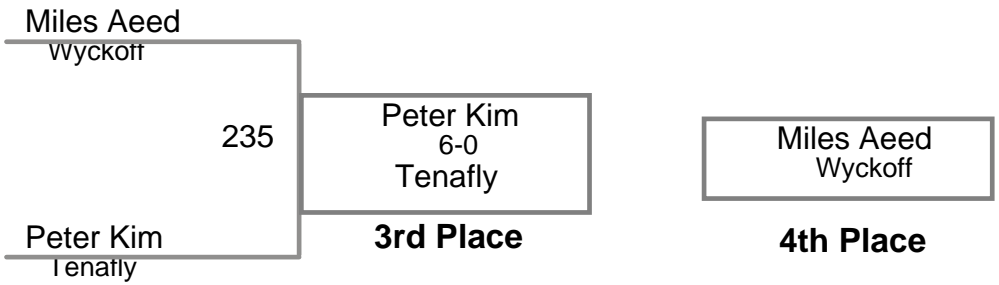 Miles Aeed
Wyckoff
235
Peter Kim
6-0
Tenafly
3rd Place
Miles Aeed
Wyckoff
4th Place
Peter Kim
Tenafly